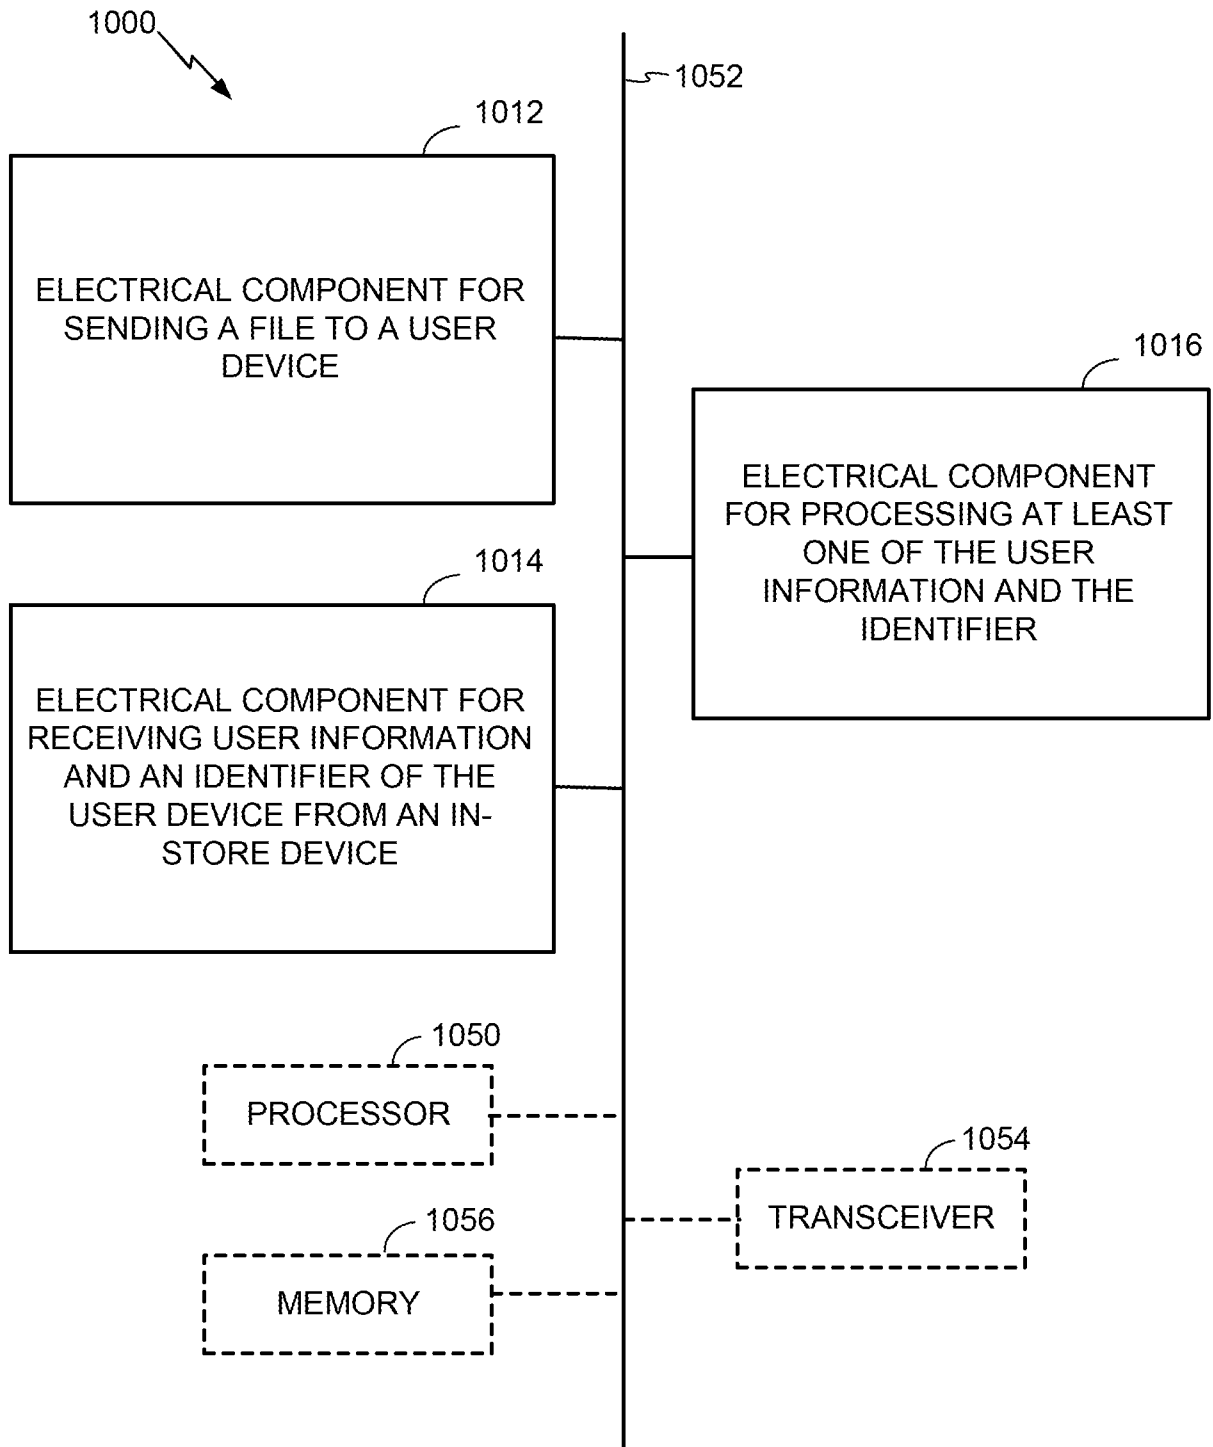 1000
1052
1012
ELECTRICAL COMPONENT FOR
SENDING A FILE TO A USER
DEVICE
1016
ELECTRICAL COMPONENT
FOR PROCESSING AT LEAST
ONE OF THE USER
INFORMATION AND THE
IDENTIFIER
1014
ELECTRICAL COMPONENT FOR
RECEIVING USER INFORMATION
AND AN IDENTIFIER OF THE
USER DEVICE FROM AN IN-
STORE DEVICE
1050
PROCESSOR
1054
TRANSCEIVER
1056
MEMORY